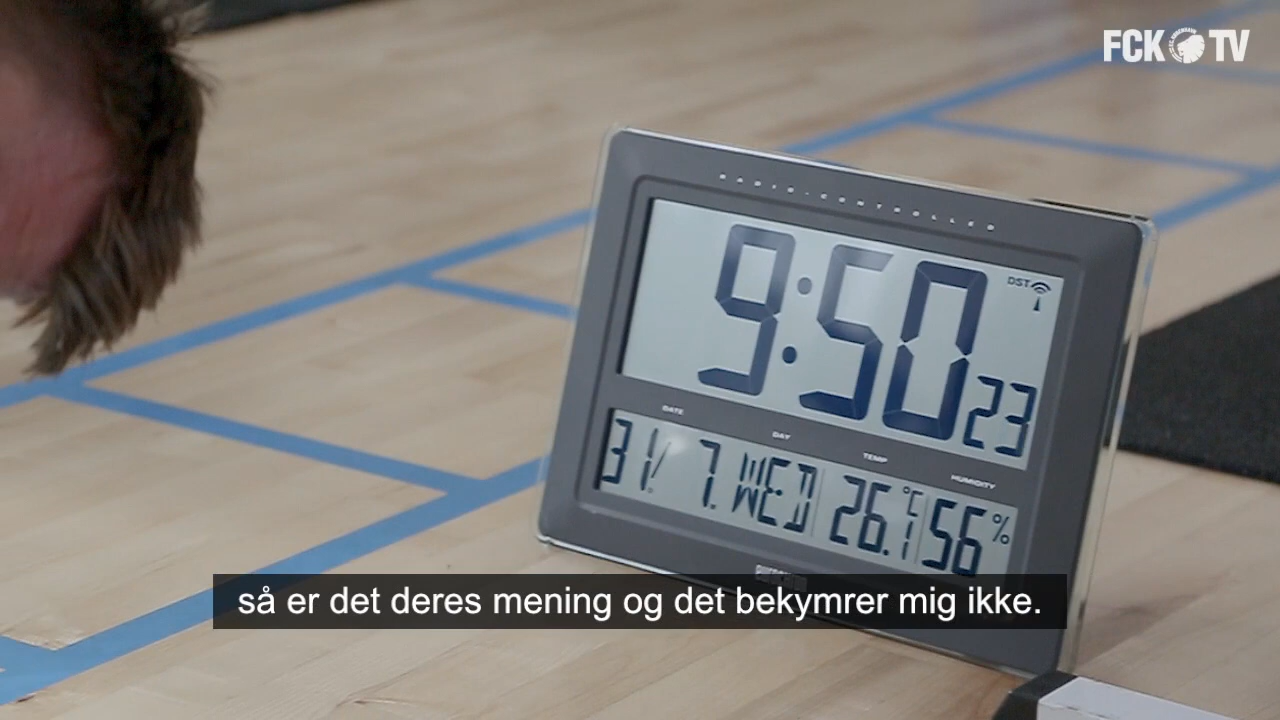 FCK TV
RADIO-CONTROLLED
9:50 23
DST
DATE DAY TEMP HUMIDITY
31/ 7. WED 26.1°C 56%
så er det deres mening og det bekymrer mig ikke.